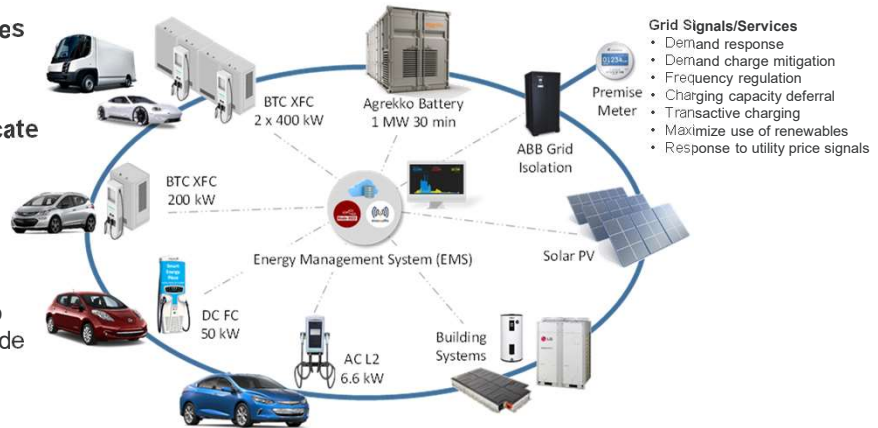 es
cate
o
de
BTC XFC
2 x 400 kW
Agrekko Battery
1 MW 30 min
Premise
Meter
ABB Grid
Isolation
Grid Signals/Services
• Demand response
• Demand charge mitigation
• Frequency regulation
• Charging capacity deferral
• Transactive charging
• Maximize use of renewables
• Response to utility price signals
BTC XFC
200 kW
Energy Management System (EMS)
Solar PV
DC FC
50 kW
AC L2
6.6 kW
Building
Systems
LG